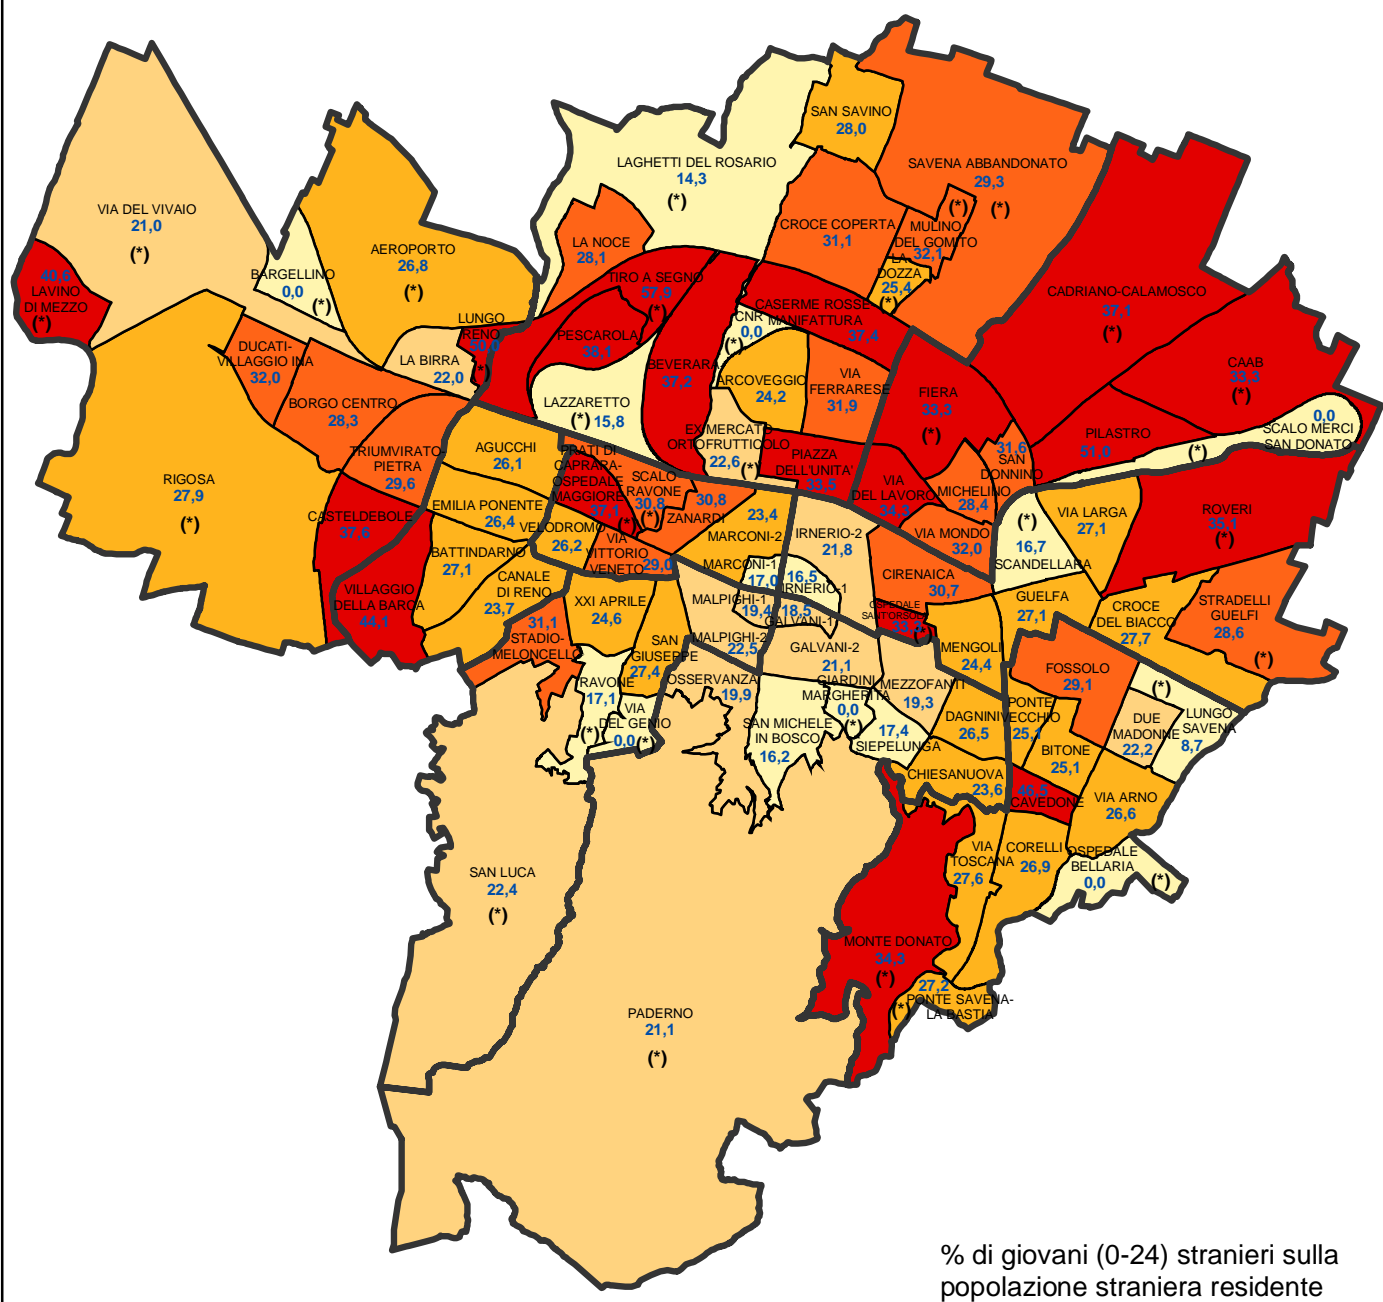 SAN SAVINO
28,0
LAGHETTI DEL ROSARIO
14,3
(*)
SAVENA ABBANDONATO
29,3
(*)
VIA DEL VIVAIO
21,0
(*)
AEROPORTO
26,8
(*)
BARGELLINO
0,0
(*)
40,6
LAVINO
DI MEZZO
(*)
LA NOCE
28,1
CROCE COPERTA
31,1
(*)
MULINO
DEL GOMITO
32,1
LA
DOZZA
25,4
(*)
TIRO A SEGNO
57,9
(*)
CADRIANO-CALAMOSCO
37,1
(*)
CASERME ROSSE
MANIFATTURA
37,4
CNR
0,0
(*)
LUNGO
RENO
50,0
(*)
PESCAROLA
38,1
DUCATI-
VILLAGGIO INA
32,0
LA BIRRA
22,0
BEVERARA
37,2
ARCOVEGGIO
24,2
VIA
FERRARESE
31,9
FIERA
33,3
(*)
CAAB
33,3
(*)
BORGO CENTRO
28,3
LAZZARETTO
(*) 15,8
EX MERCATO
ORTOFRUTTICOLO
22,6
(*)
0,0
SCALO MERCI
SAN DONATO
(*)
PILASTRO
51,0
TRIUMVIRATO-
PIETRA
29,6
AGUCCHI
26,1
PRATI DI
CAPRARA-
OSPEDALE
MAGGIORE
37,1
(*)
SCALO
RAVONE
30,8
(*)
30,8
ZANARDI
PIAZZA
DELL'UNITA'
33,5
VIA
DEL LAVORO
34,3
31,6
SAN
DONNINO
MICHELINO
28,4
RIGOSA
27,9
(*)
CASTELDEBOLE
37,6
EMILIA PONENTE
26,4
VELODROMO
26,2
VIA
VITTORIO
VENETO
29,0
23,4
MARCONI-2
IRNERIO-2
21,8
VIA MONDO
32,0
(*)
16,7
SCANDELLARA
VIA LARGA
27,1
ROVERI
35,1
(*)
BATTINDARNO
27,1
MARCONI-1
17,0
16,5
IRNERIO-1
CIRENAICA
30,7
VILLAGGIO
DELLA BARCA
44,1
CANALE
DI RENO
23,7
XXI APRILE
24,6
MALPIGHI-1
19,4
18,5
GALVANI-1
OSPEDALE
SANT'ORSOLA
33,3
(*)
GUELFA
27,1
CROCE
DEL BIACCO
27,7
STRADELLI
GUELFI
28,6
(*)
31,1
STADIO-
MELONCELLO
SAN
GIUSEPPE
27,4
MALPIGHI-2
22,5
GALVANI-2
21,1
MENGOLI
24,4
FOSSOLO
29,1
RAVONE
17,1
(*)
OSSERVANZA
19,9
GIARDINI
MARGHERITA
0,0
(*)
MEZZOFANTI
19,3
(*)
VIA
DEL GENIO
0,0 (*)
SAN MICHELE
IN BOSCO
16,2
17,4
SIEPELUNGA
DAGNINI
26,5
PONTE
VECCHIO
25,1
BITONE
25,1
DUE
MADONNE
22,2
LUNGO
SAVENA
8,7
CHIESANUOVA
23,6
46,5
CAVEDONE
VIA ARNO
26,6
SAN LUCA
22,4
(*)
VIA
TOSCANA
27,6
CORELLI
26,9
OSPEDALE
BELLARIA
0,0
(*)
MONTE DONATO
34,3
(*)
27,2
(*)
PONTE SAVENA-
LA BASTIA
PADERNO
21,1
(*)
% di giovani (0-24) stranieri sulla
popolazione straniera residente